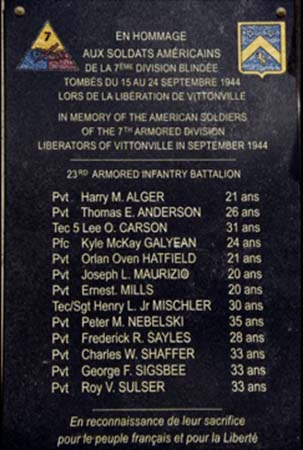 7
EN HOMMAGE
AUX SOLDATS AMÉRICAINS
DE LA 7ÈME DIVISION BLINDÉE
TOMBÉS DU 15 AU 24 SEPTEMBRE 1944
LORS DE LA LIBÉRATION DE VITTONVILLE
IN MEMORY OF THE AMERICAN SOLDIERS
OF THE 7TH ARMORED DIVISION
LIBERATORS OF VITTONVILLE IN SEPTEMBER 1944
23RD ARMORED INFANTRY BATTALION
Pvt Harry M. ALGER 21 ans
Pvt Thomas E. ANDERSON 26 ans
Tec 5 Lee O. CARSON 31 ans
Pfc Kyle McKay GALYEAN 24 ans
Pvt Orlan Oven HATFIELD 21 ans
Pvt Joseph L. MAURIZIO 20 ans
Pvt Ernest. MILLS 20 ans
Tec/Sgt Henry L. Jr MISCHLER 30 ans
Pvt Peter M. NEBELSKI 35 ans
Pvt Frederick R. SAYLES 28 ans
Pvt Charles W. SHAFFER 33 ans
Pvt George F. SIGSBEE 33 ans
Pvt Roy V. SULSER 33 ans
En reconnaissance de leur sacrifice
pour le peuple français et pour la Liberté